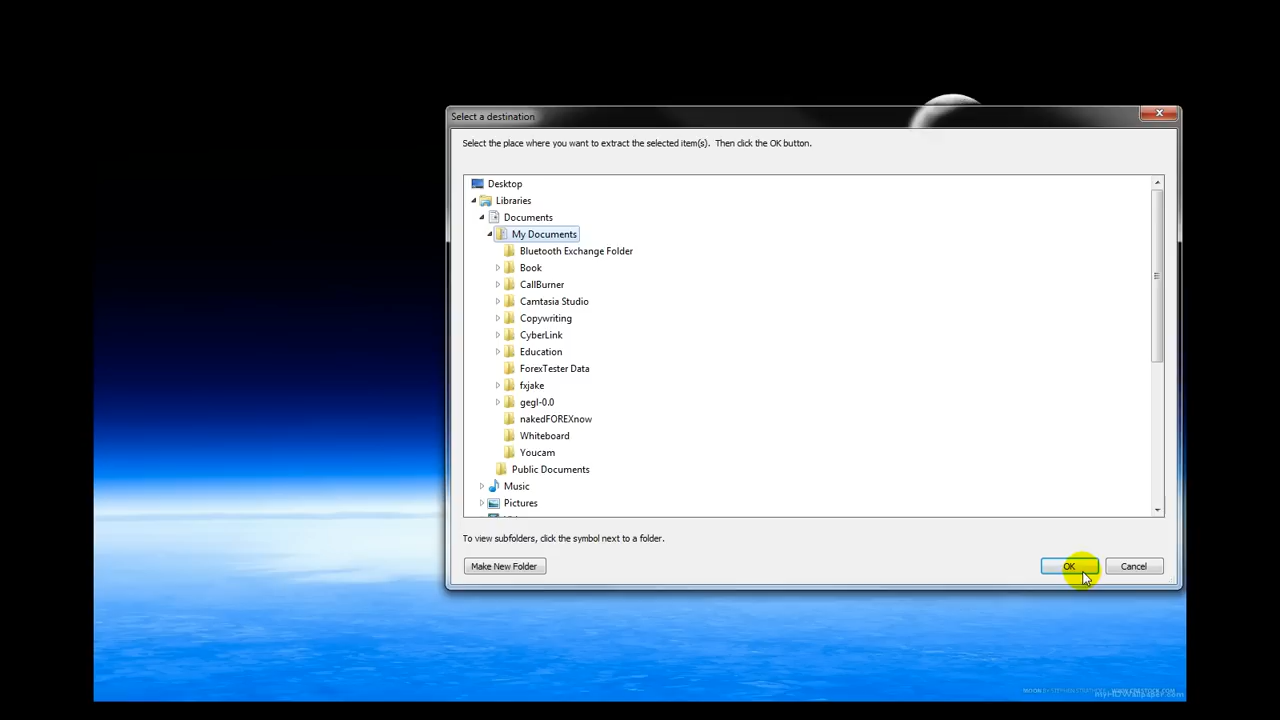 Select a destination
Select the place where you want to extract the selected item(s). Then click the OK button.
Desktop
Libraries
Documents
My Documents
Bluetooth Exchange Folder
Book
CallBurner
Camtasia Studio
Copywriting
CyberLink
Education
ForexTester Data
fxjake
gegl-0.0
nakedFOREXnow
Whiteboard
Youcam
Public Documents
Music
Pictures
To view subfolders, click the symbol next to a folder.
Make New Folder
OK
Cancel